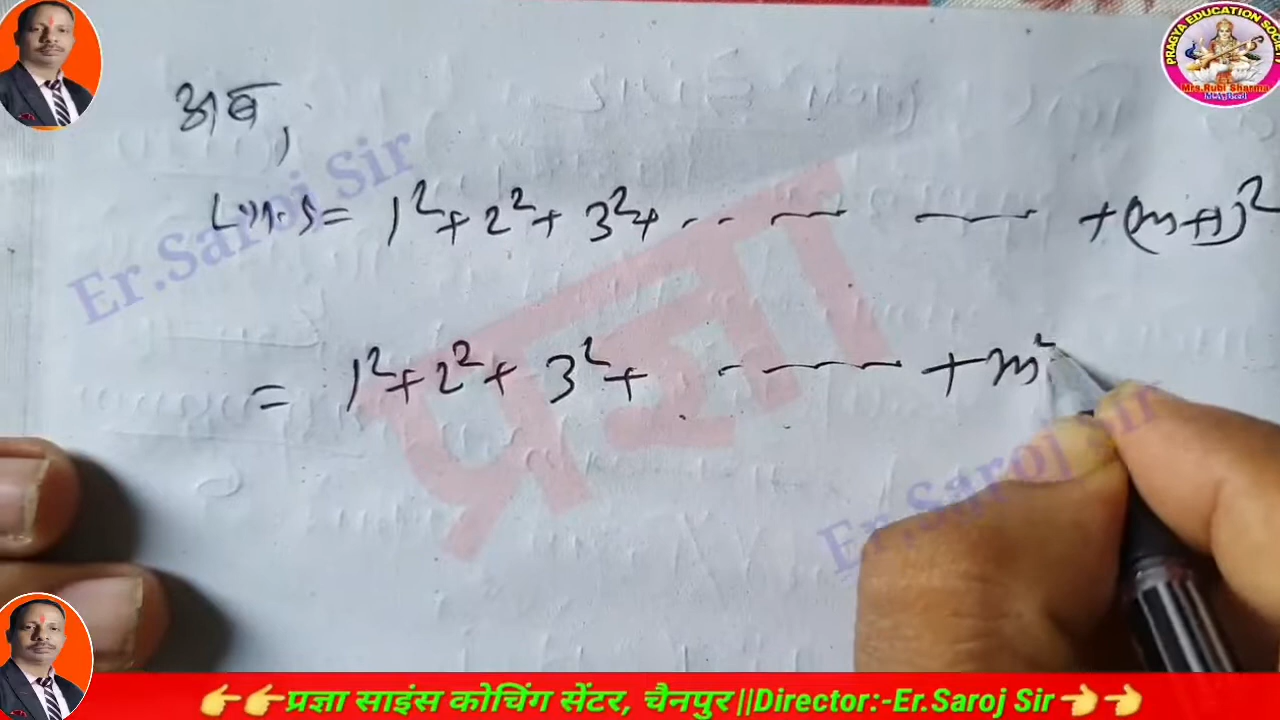 PRAGYA EDUCATION SOCIETY
Mrs.Rubi Sharma
अब,
L.H.S = 1²+2²+ 3²+ .. — — +(m+1)²
= 1²+2²+ 3²+ ------ +m²
Er.Saroj Sir
प्रज्ञा
Er.Saroj Sir
👉👉प्रज्ञा साइंस कोचिंग सेंटर, चैनपुर||Director:-Er.Saroj Sir👈👈